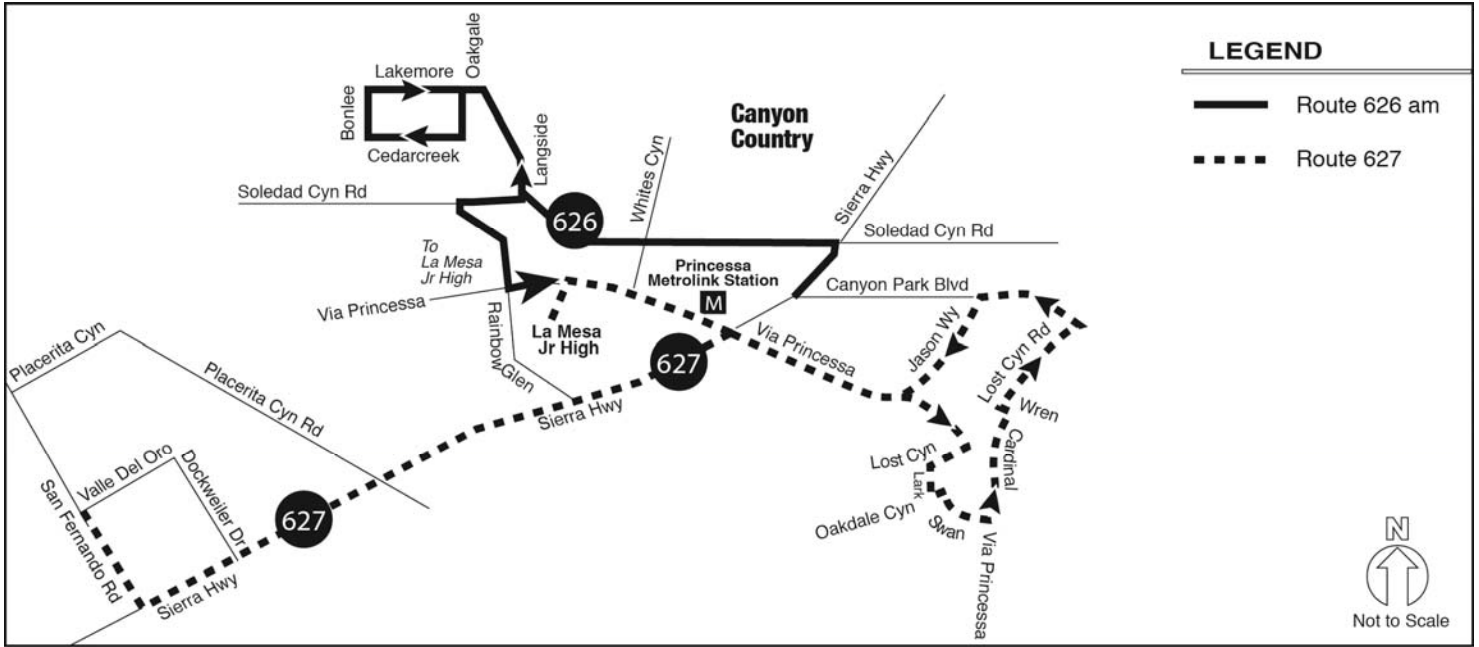 LEGEND
Route 626 am
Route 627
Canyon
Country
Oakgale
Lakemore
Bonlee
Cedarcreek
Langside
Soledad Cyn Rd
626
Whites Cyn
Sierra Hwy
Soledad Cyn Rd
To
La Mesa
Jr High
Princessa
Metrolink Station
M
Canyon Park Blvd
Via Princessa
Rainbow Glen
La Mesa
Jr High
627
Via Princessa
Jason Wy
Lost Cyn Rd
Wren
Cardinal
Placerita Cyn
Placerita Cyn Rd
Sierra Hwy
Lost Cyn
Lark
Oakdale Cyn
Swan
Via Princessa
Valle Del Oro
Dockweiler Dr
San Fernando Rd
627
Sierra Hwy
N
Not to Scale